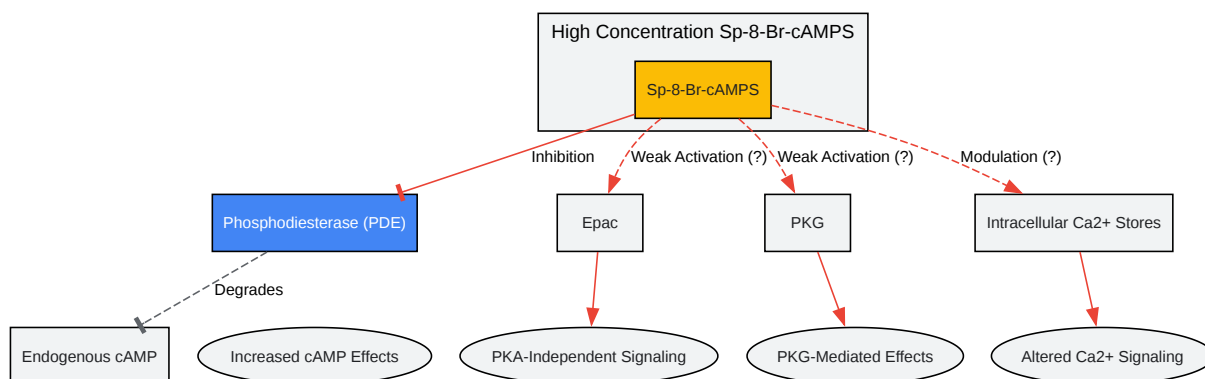 High Concentration Sp-8-Br-cAMPS
Sp-8-Br-cAMPS
Inhibition
Weak Activation (?)
Weak Activation (?)
Modulation (?)
Phosphodiesterase (PDE)
Epac
PKG
Intracellular Ca2+ Stores
Degrades
Endogenous cAMP
Increased cAMP Effects
PKA-Independent Signaling
PKG-Mediated Effects
Altered Ca2+ Signaling